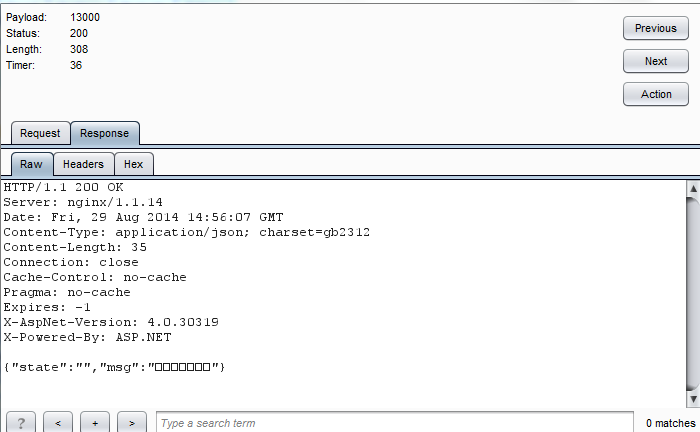 Payload: 13000
Status: 200
Length: 308
Timer: 36
Previous
Next
Action
Request Response
Raw Headers Hex
HTTP/1.1 200 OK
Server: nginx/1.1.14
Date: Fri, 29 Aug 2014 14:56:07 GMT
Content-Type: application/json; charset=gb2312
Content-Length: 35
Connection: close
Cache-Control: no-cache
Pragma: no-cache
Expires: -1
X-AspNet-Version: 4.0.30319
X-Powered-By: ASP.NET
{"state":"","msg":"□□□□□□□"}
? < + > Type a search term 0 matches